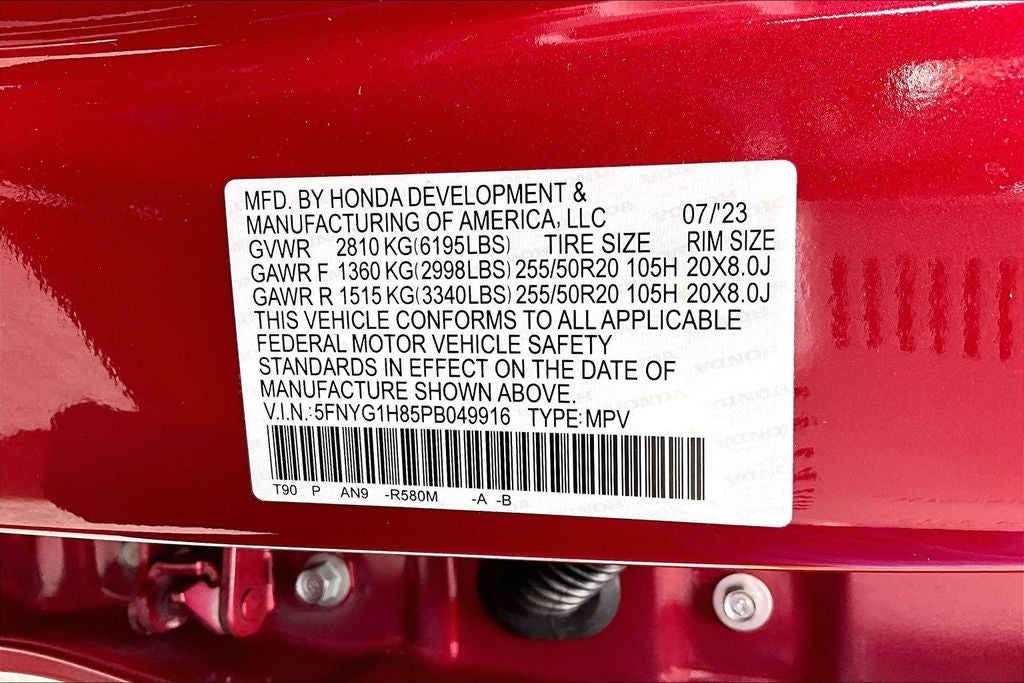 MFD. BY HONDA DEVELOPMENT &
MANUFACTURING OF AMERICA, LLC 07/'23
GVWR 2810 KG(6195LBS) TIRE SIZE RIM SIZE
GAWR F 1360 KG(2998LBS) 255/50R20 105H 20X8.0J
GAWR R 1515 KG(3340LBS) 255/50R20 105H 20X8.0J
THIS VEHICLE CONFORMS TO ALL APPLICABLE
FEDERAL MOTOR VEHICLE SAFETY
STANDARDS IN EFFECT ON THE DATE OF
MANUFACTURE SHOWN ABOVE.
V.I.N.:5FNYG1H85PB049916 TYPE:MPV
T90 P AN9 -R580M -A -B